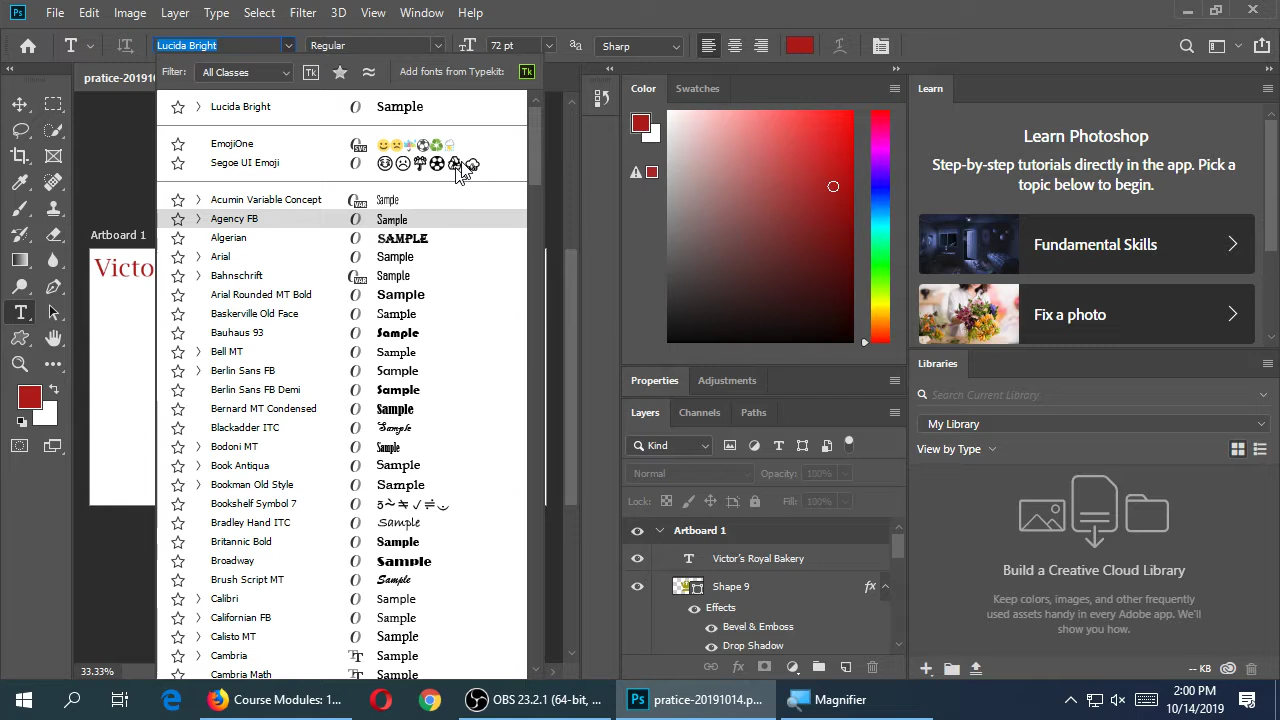 Ps File Edit Image Layer Type Select Filter 3D View Window Help
T Lucida Bright Regular 72 pt Sharp
pratice-2019101
Filter: All Classes Tk Add fonts from Typekit: Tk
Lucida Bright Sample
EmojiOne
Segoe UI Emoji
Acumin Variable Concept Sample
Agency FB Sample
Algerian SAMPLE
Arial Sample
Bahnschrift Sample
Arial Rounded MT Bold Sample
Baskerville Old Face Sample
Bauhaus 93 Sample
Bell MT Sample
Berlin Sans FB Sample
Berlin Sans FB Demi Sample
Bernard MT Condensed Sample
Blackadder ITC Sample
Bodoni MT Sample
Book Antiqua Sample
Bookman Old Style Sample
Bookshelf Symbol 7
Bradley Hand ITC Sample
Britannic Bold Sample
Broadway Sample
Brush Script MT Sample
Calibri Sample
Californian FB Sample
Calisto MT Sample
Cambria Sample
Cambria Math Sample
Artboard 1
Victo
33.33%
Color Swatches
Properties Adjustments
Layers Channels Paths
Kind
Normal Opacity: 100%
Lock: Fill: 100%
Artboard 1
T Victor's Royal Bakery
Shape 9 fx
Effects
Bevel & Emboss
Drop Shadow
fx
Learn
Learn Photoshop
Step-by-step tutorials directly in the app. Pick a
topic below to begin.
Fundamental Skills
Fix a photo
Libraries
Search Current Library
My Library
View by Type
Build a Creative Cloud Library
Keep colors, images, and other frequently
used assets handy in every Adobe app. We'll
show you how.
-- KB
Course Modules: 1...
OBS 23.2.1 (64-bit, ...
Ps pratice-20191014.p...
Magnifier
2:00 PM
10/14/2019